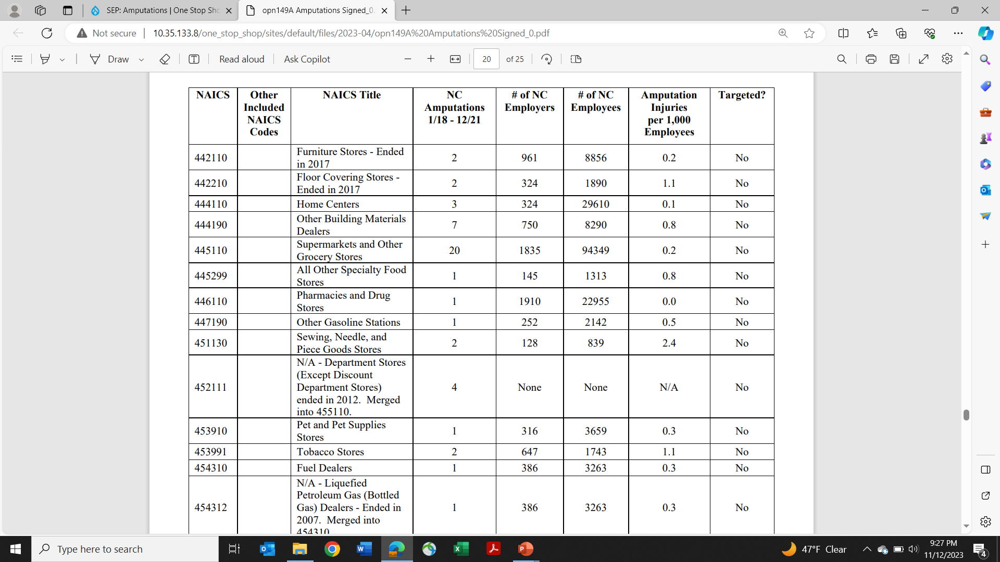 SEP: Amputations | One Stop Sho
opn149A Amputations Signed_0.
Not secure
10.35.133.8/one_stop_shop/sites/default/files/2023-04/opn149A%20Amputations%20Signed_0.pdf
Draw
Read aloud
Ask Copilot
20 of 25
NAICS
Other
Included
NAICS
Codes
NAICS Title
NC
Amputations
1/18 - 12/21
# of NC
Employers
# of NC
Employees
Amputation
Injuries
per 1,000
Employees
Targeted?
442110
Furniture Stores - Ended
in 2017
2 961 8856 0.2 No
442210
Floor Covering Stores -
Ended in 2017
2 324 1890 1.1 No
444110 Home Centers 3 324 29610 0.1 No
444190
Other Building Materials
Dealers
7 750 8290 0.8 No
445110
Supermarkets and Other
Grocery Stores
20 1835 94349 0.2 No
445299
All Other Specialty Food
Stores
1 145 1313 0.8 No
446110
Pharmacies and Drug
Stores
1 1910 22955 0.0 No
447190 Other Gasoline Stations 1 252 2142 0.5 No
451130
Sewing, Needle, and
Piece Goods Stores
2 128 839 2.4 No
452111
N/A - Department Stores
(Except Discount
Department Stores)
ended in 2012. Merged
into 455110.
4 None None N/A No
453910
Pet and Pet Supplies
Stores
1 316 3659 0.3 No
453991 Tobacco Stores 2 647 1743 1.1 No
454310 Fuel Dealers 1 386 3263 0.3 No
454312
N/A - Liquefied
Petroleum Gas (Bottled
Gas) Dealers - Ended in
2007. Merged into
454310
1 386 3263 0.3 No
Type here to search
47°F Clear
9:27 PM
11/12/2023
4